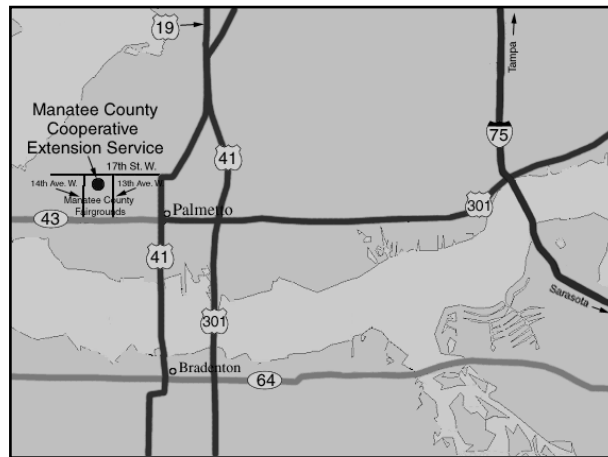 19
Tampa
Manatee County
Cooperative
Extension Service
75
17th St. W.
41
14th Ave. W.
13th Ave. W.
Manatee County
Fairgrounds
43
Palmetto
301
41
Sarasota
301
Bradenton
64